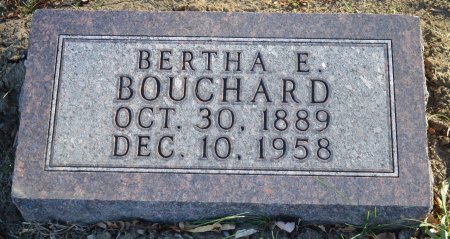 BERTHA E.
BOUCHARD
OCT. 30, 1889
DEC. 10, 1958